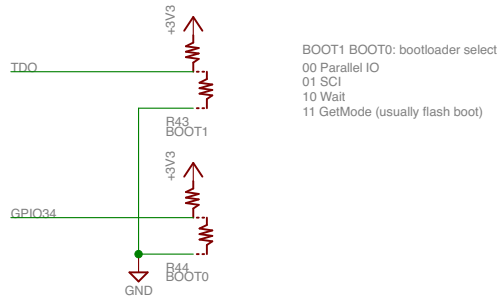 +3V3
TDO
R43
BOOT1
+3V3
GPIO34
R44
BOOT0
GND
BOOT1 BOOT0: bootloader select
00 Parallel IO
01 SCI
10 Wait
11 GetMode (usually flash boot)